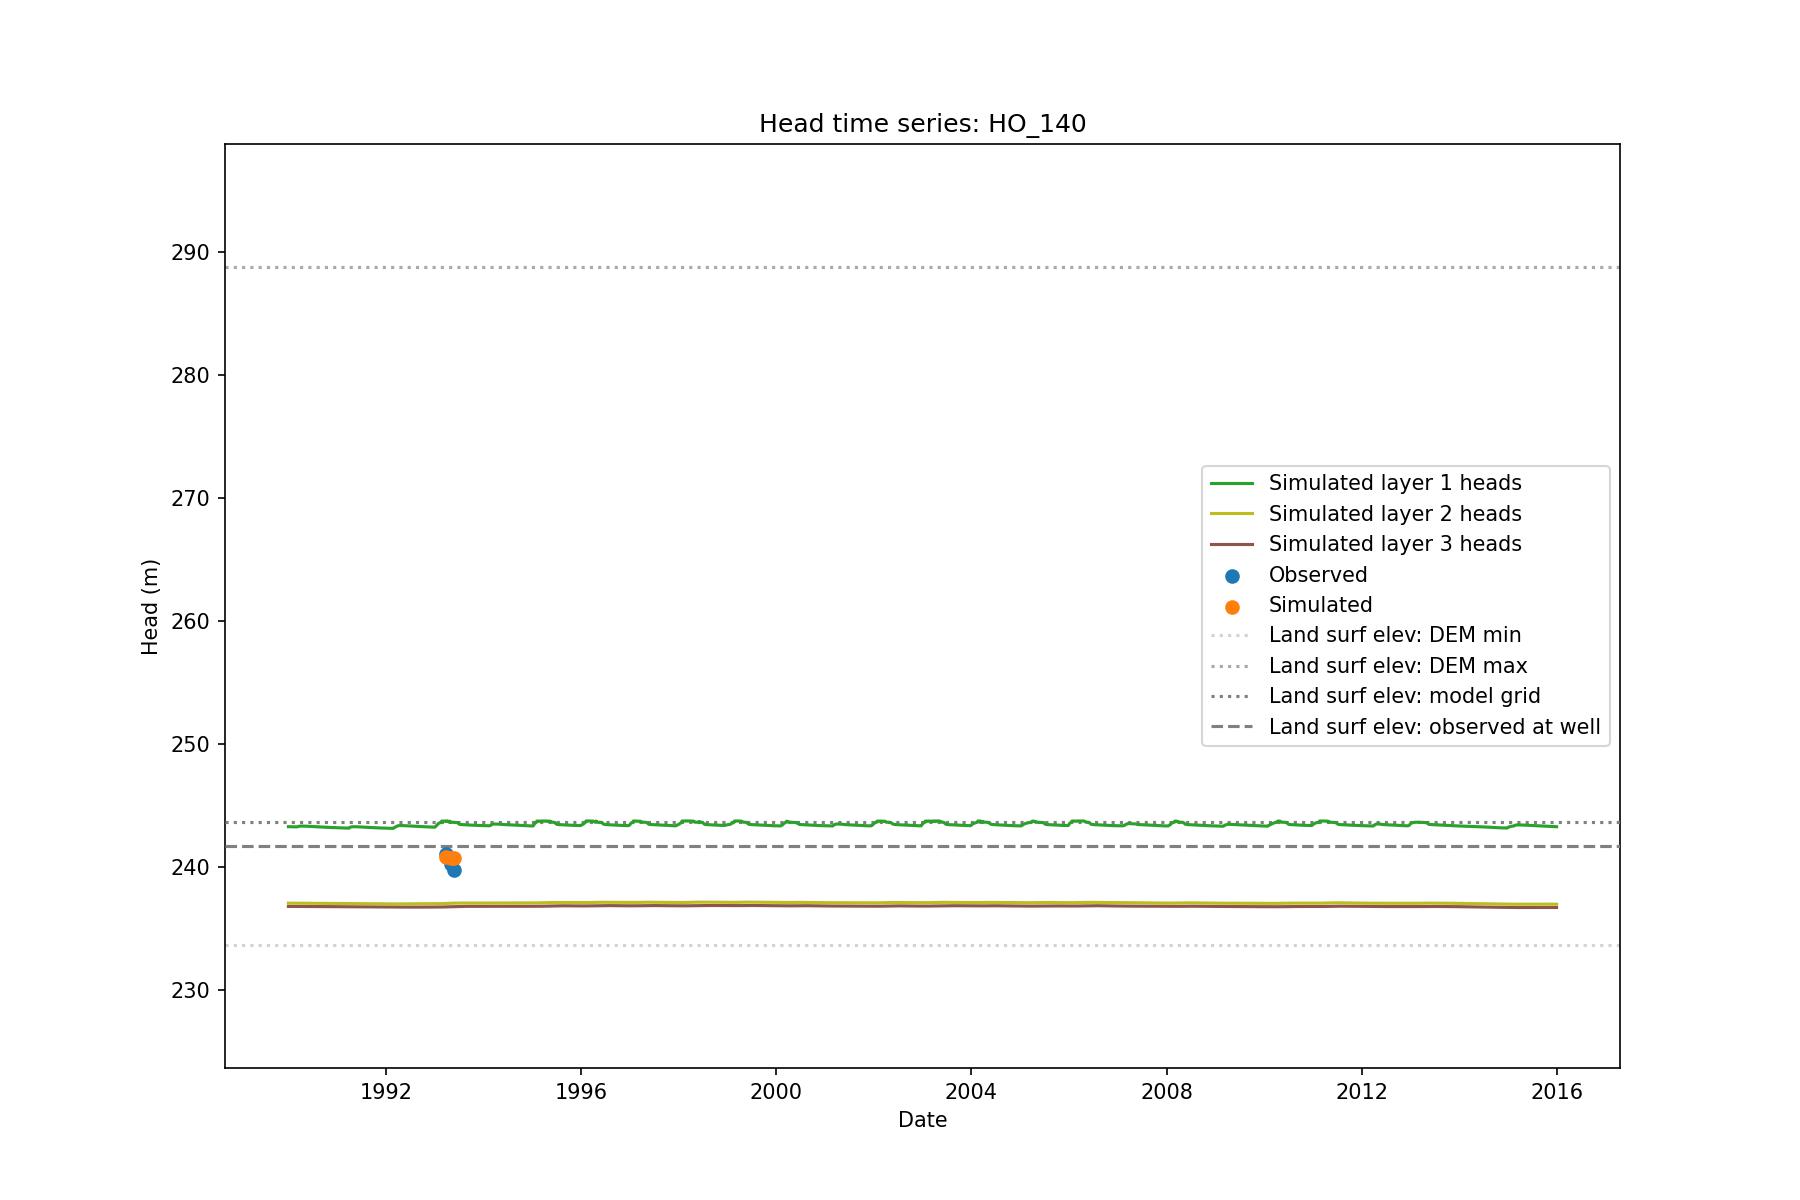 Head time series: HO_140
Head (m)
290
280
270
260
250
240
230
Simulated layer 1 heads
Simulated layer 2 heads
Simulated layer 3 heads
Observed
Simulated
Land surf elev: DEM min
Land surf elev: DEM max
Land surf elev: model grid
Land surf elev: observed at well
1992 1996 2000 2004 2008 2012 2016
Date